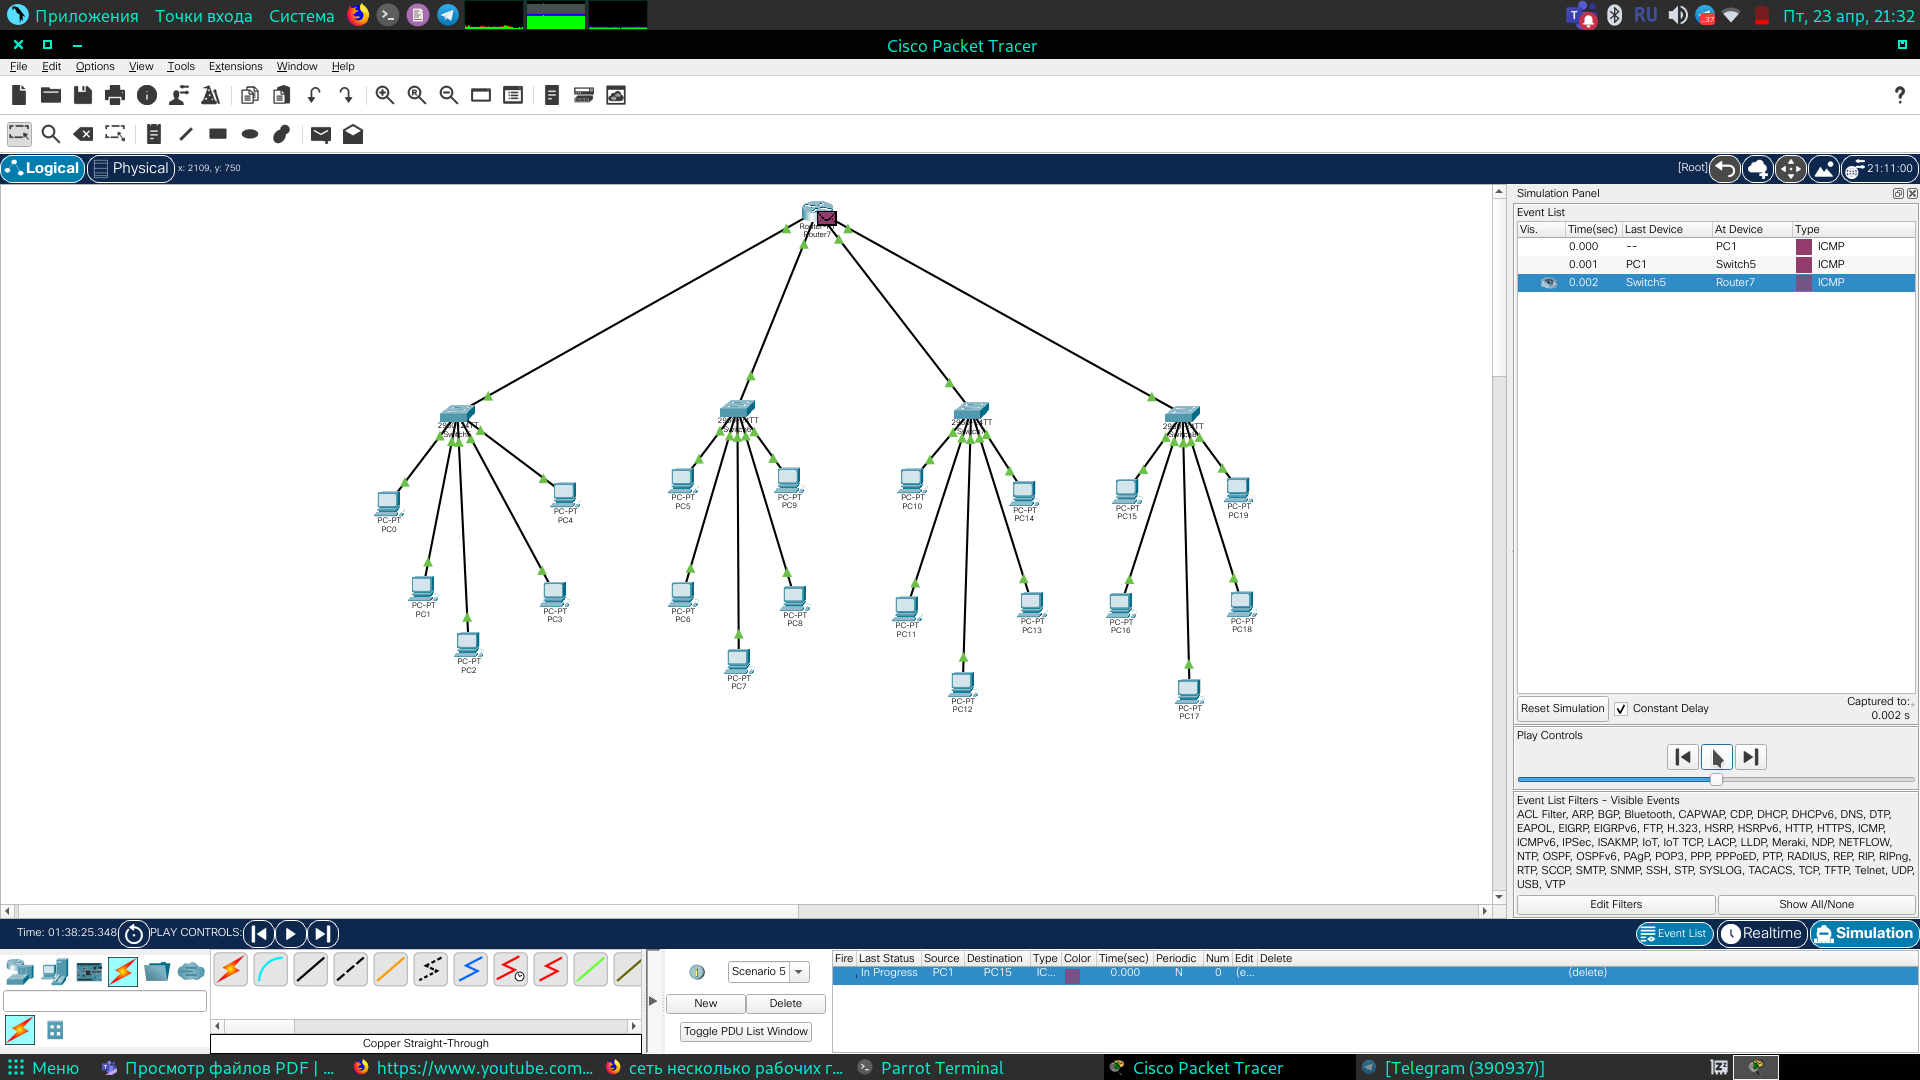 Приложения Точки входа Система RU 37 Пт, 23 апр, 21:32
Cisco Packet Tracer
File Edit Options View Tools Extensions Window Help
Logical Physical x: 2109, y: 750 [Root] 21:11:00
Simulation Panel
Event List
Vis. Time(sec) Last Device At Device Type
0.000 -- PC1 ICMP
0.001 PC1 Switch5 ICMP
0.002 Switch5 Router7 ICMP
Router7
PC-PT
PC0
PC-PT
PC1
PC-PT
PC2
PC-PT
PC3
PC-PT
PC4
PC-PT
PC5
PC-PT
PC6
PC-PT
PC7
PC-PT
PC8
PC-PT
PC9
PC-PT
PC10
PC-PT
PC11
PC-PT
PC12
PC-PT
PC13
PC-PT
PC14
PC-PT
PC15
PC-PT
PC16
PC-PT
PC17
PC-PT
PC18
PC-PT
PC19
Reset Simulation Constant Delay Captured to:
0.002 s
Play Controls
Event List Filters - Visible Events
ACL Filter, ARP, BGP, Bluetooth, CAPWAP, CDP, DHCP, DHCPv6, DNS, DTP,
EAPOL, EIGRP, EIGRPv6, FTP, H.323, HSRP, HSRPv6, HTTP, HTTPS, ICMP,
ICMPv6, IPSec, ISAKMP, IoT, IoT TCP, LACP, LLDP, Meraki, NDP, NETFLOW,
NTP, OSPF, OSPFv6, PAgP, POP3, PPP, PPPoED, PTP, RADIUS, REP, RIP, RIPng,
RTP, SCCP, SMTP, SNMP, SSH, STP, SYSLOG, TACACS, TCP, TFTP, Telnet, UDP,
USB, VTP
Edit Filters Show All/None
Time: 01:38:25.348 PLAY CONTROLS: Event List Realtime Simulation
Scenario 5
New Delete
Toggle PDU List Window
Copper Straight-Through
Fire Last Status Source Destination Type Color Time(sec) Periodic Num Edit Delete
In Progress PC1 PC15 IC... 0.000 N 0 (e... (delete)
Меню Просмотр файлов PDF | ... https://www.youtube.com... сеть несколько рабочих г... Parrot Terminal Cisco Packet Tracer [Telegram (390937)]